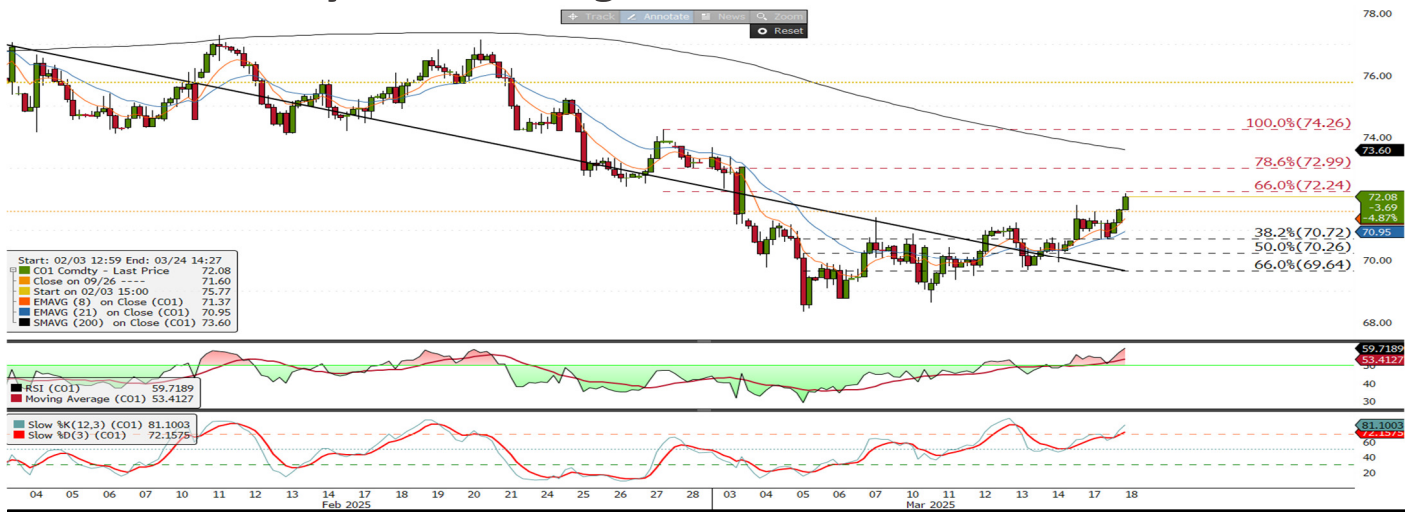 Track Annotate News Zoom
Reset
78.00
76.00
74.00
70.00
68.00
100.0%(74.26)
73.60
78.6%(72.99)
66.0%(72.24)
72.08
-3.69
-4.87%
70.95
38.2%(70.72)
50.0%(70.26)
66.0%(69.64)
Start: 02/03 12:59 End: 03/24 14:27
CO1 Comdty - Last Price 72.08
Close on 09/26 ---- 71.60
Start on 02/03 15:00 75.77
EMAVG (8) on Close (CO1) 71.37
EMAVG (21) on Close (CO1) 70.95
SMAVG (200) on Close (CO1) 73.60
59.7189
53.4127
40
30
RSI (CO1) 59.7189
Moving Average (CO1) 53.4127
Slow %K(12,3) (CO1) 81.1003
Slow %D(3) (CO1) 72.1575
81.1003
72.1575
60
40
20
04 05 06 07 10 11 12 13 14 17 18 19 20 21 24 25 26 27 28 03 04 05 06 07 10 11 12 13 14 17 18
Feb 2025 Mar 2025